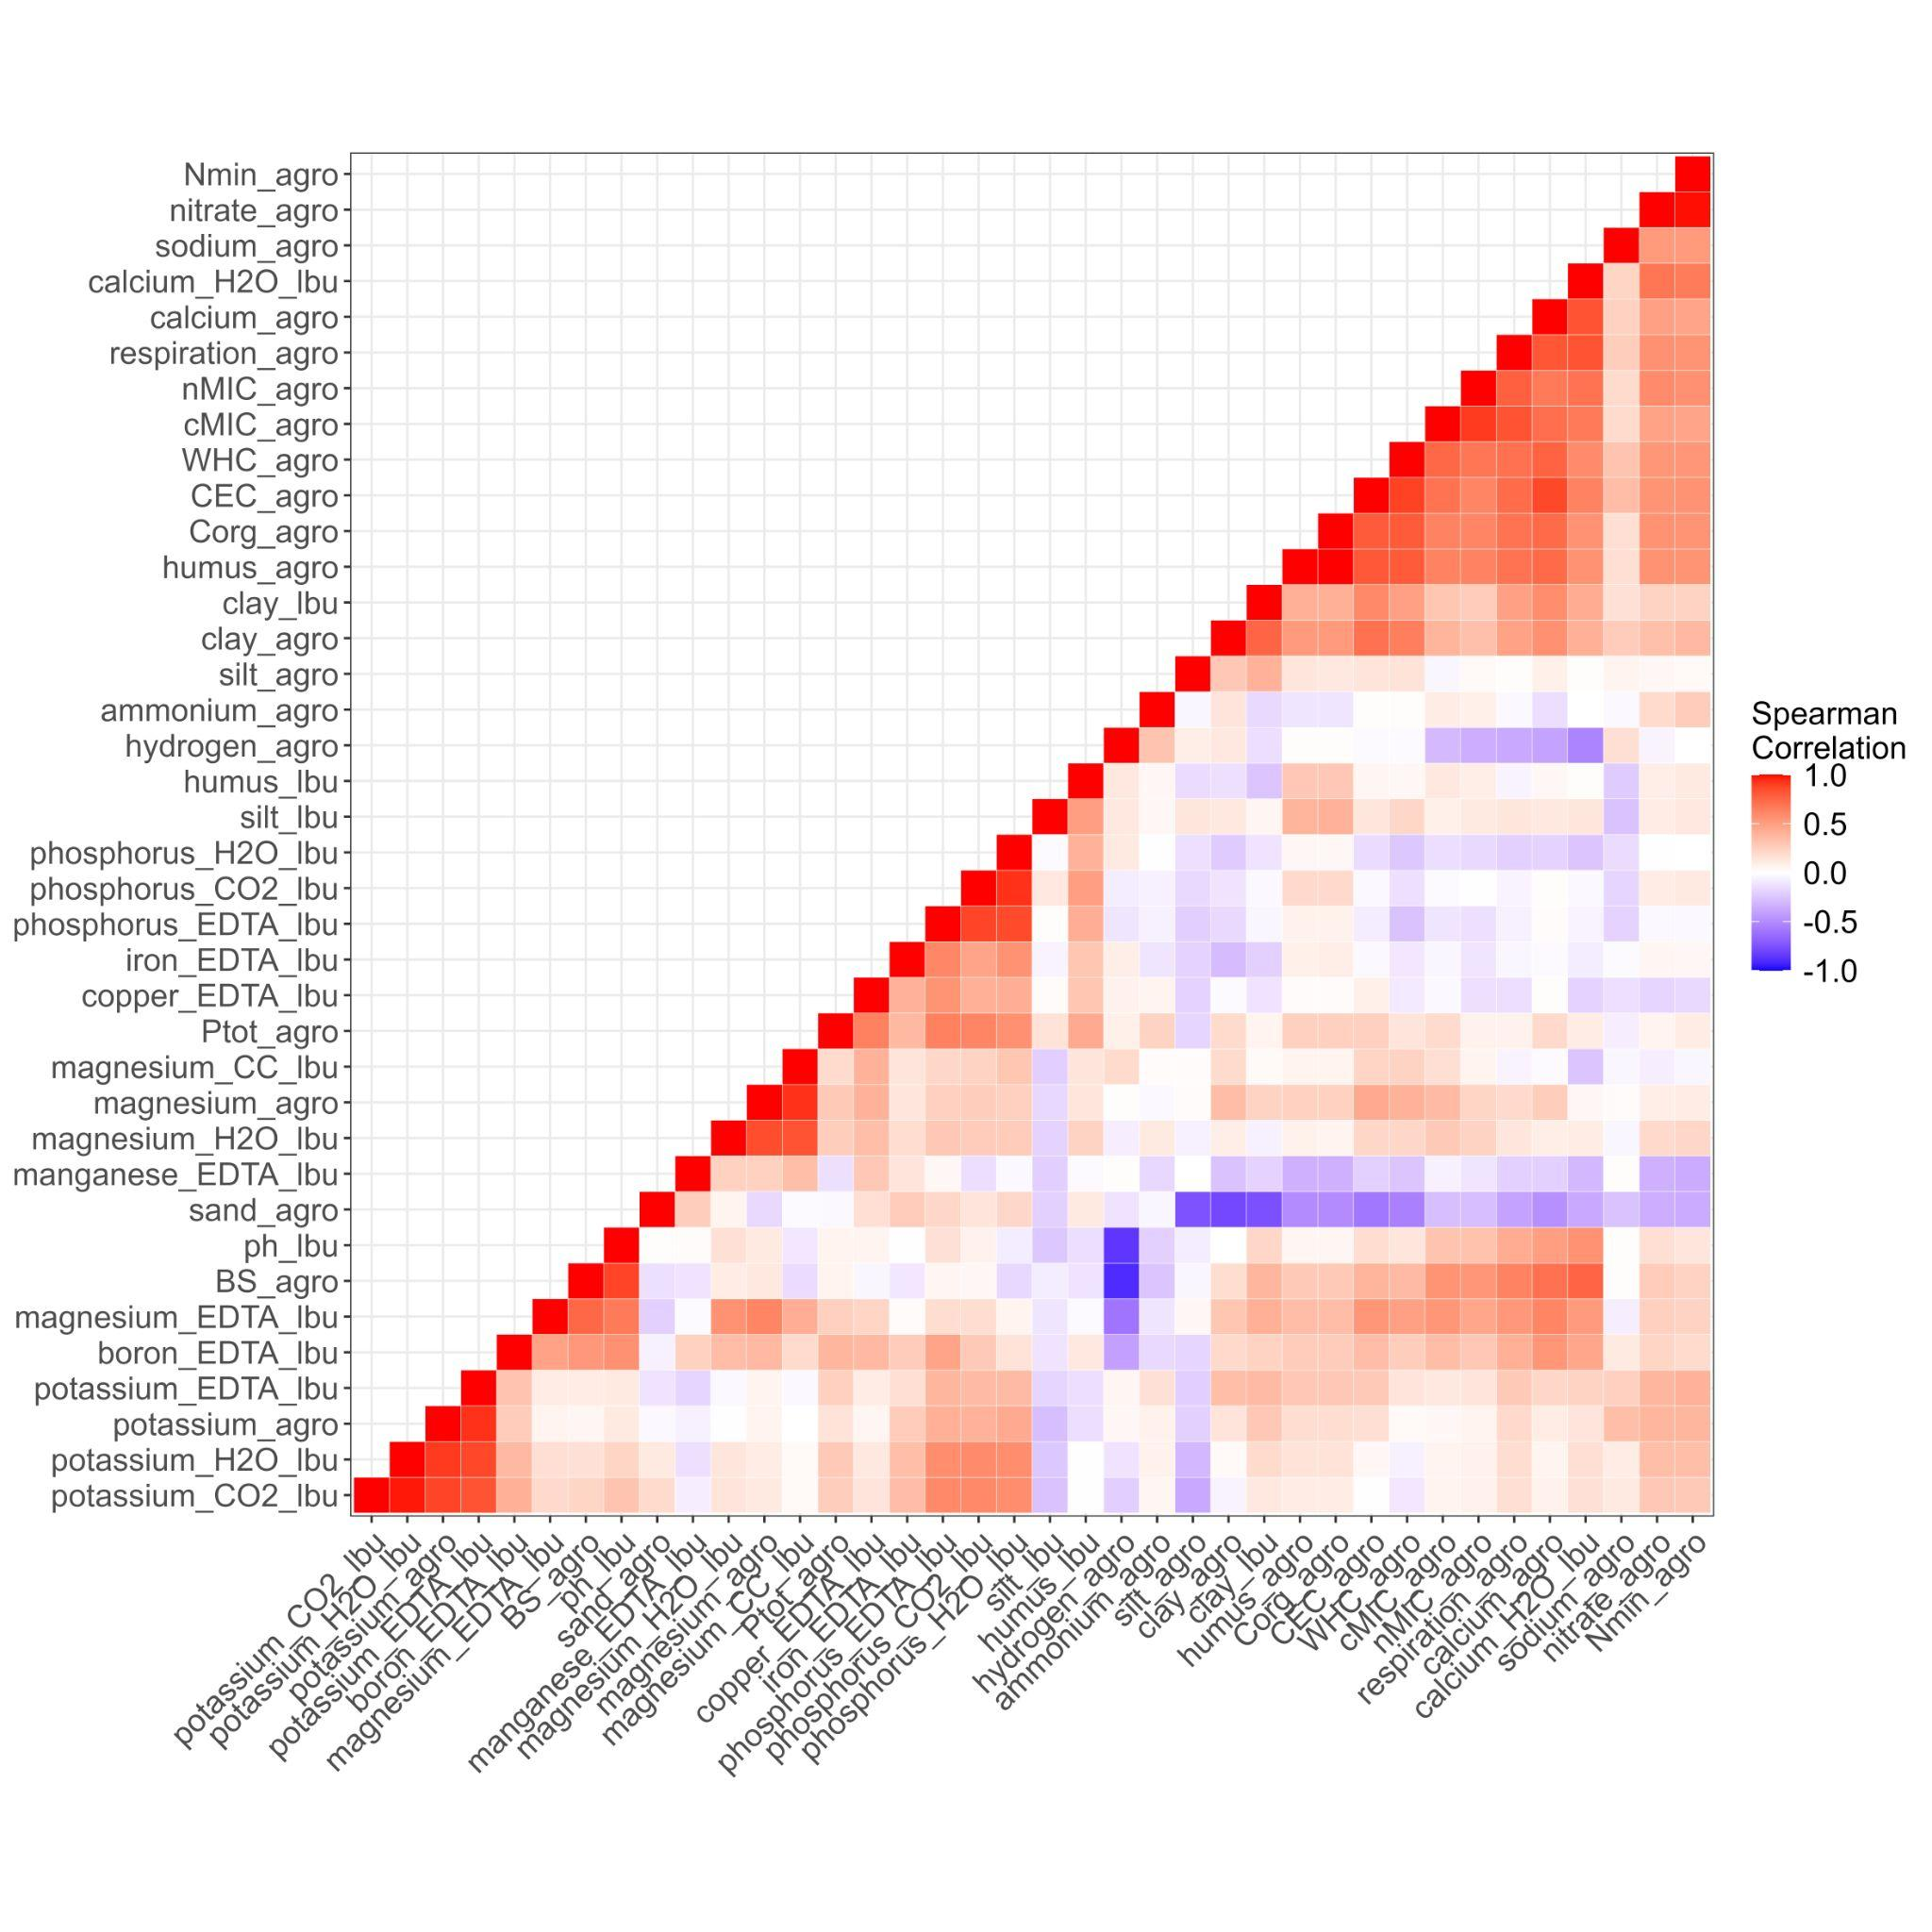 Nmin_agro
nitrate_agro
sodium_agro
calcium_H2O_lbu
calcium_agro
respiration_agro
nMIC_agro
cMIC_agro
WHC_agro
CEC_agro
Corg_agro
humus_agro
clay_lbu
clay_agro
silt_agro
ammonium_agro
hydrogen_agro
humus_lbu
silt_lbu
phosphorus_H2O_lbu
phosphorus_CO2_lbu
phosphorus_EDTA_lbu
iron_EDTA_lbu
copper_EDTA_lbu
Ptot_agro
magnesium_CC_lbu
magnesium_agro
magnesium_H2O_lbu
manganese_EDTA_lbu
sand_agro
ph_lbu
BS_agro
magnesium_EDTA_lbu
boron_EDTA_lbu
potassium_EDTA_lbu
potassium_agro
potassium_H2O_lbu
potassium_CO2_lbu
potassium_CO2_lbu
potassium_H2O_lbu
potassium_agro
potassium_EDTA_lbu
boron_EDTA_lbu
magnesium_EDTA_lbu
BS_agro
ph_lbu
sand_agro
manganese_EDTA_lbu
magnesium_H2O_lbu
magnesium_agro
magnesium_CC_lbu
Ptot_agro
copper_EDTA_lbu
iron_EDTA_lbu
phosphorus_EDTA_lbu
phosphorus_CO2_lbu
phosphorus_H2O_lbu
silt_lbu
humus_lbu
hydrogen_agro
ammonium_agro
silt_agro
clay_agro
clay_lbu
humus_agro
Corg_agro
CEC_agro
WHC_agro
cMIC_agro
nMIC_agro
respiration_agro
calcium_agro
calcium_H2O_lbu
sodium_agro
nitrate_agro
Nmin_agro
Spearman
Correlation
1.0
0.5
0.0
-0.5
-1.0